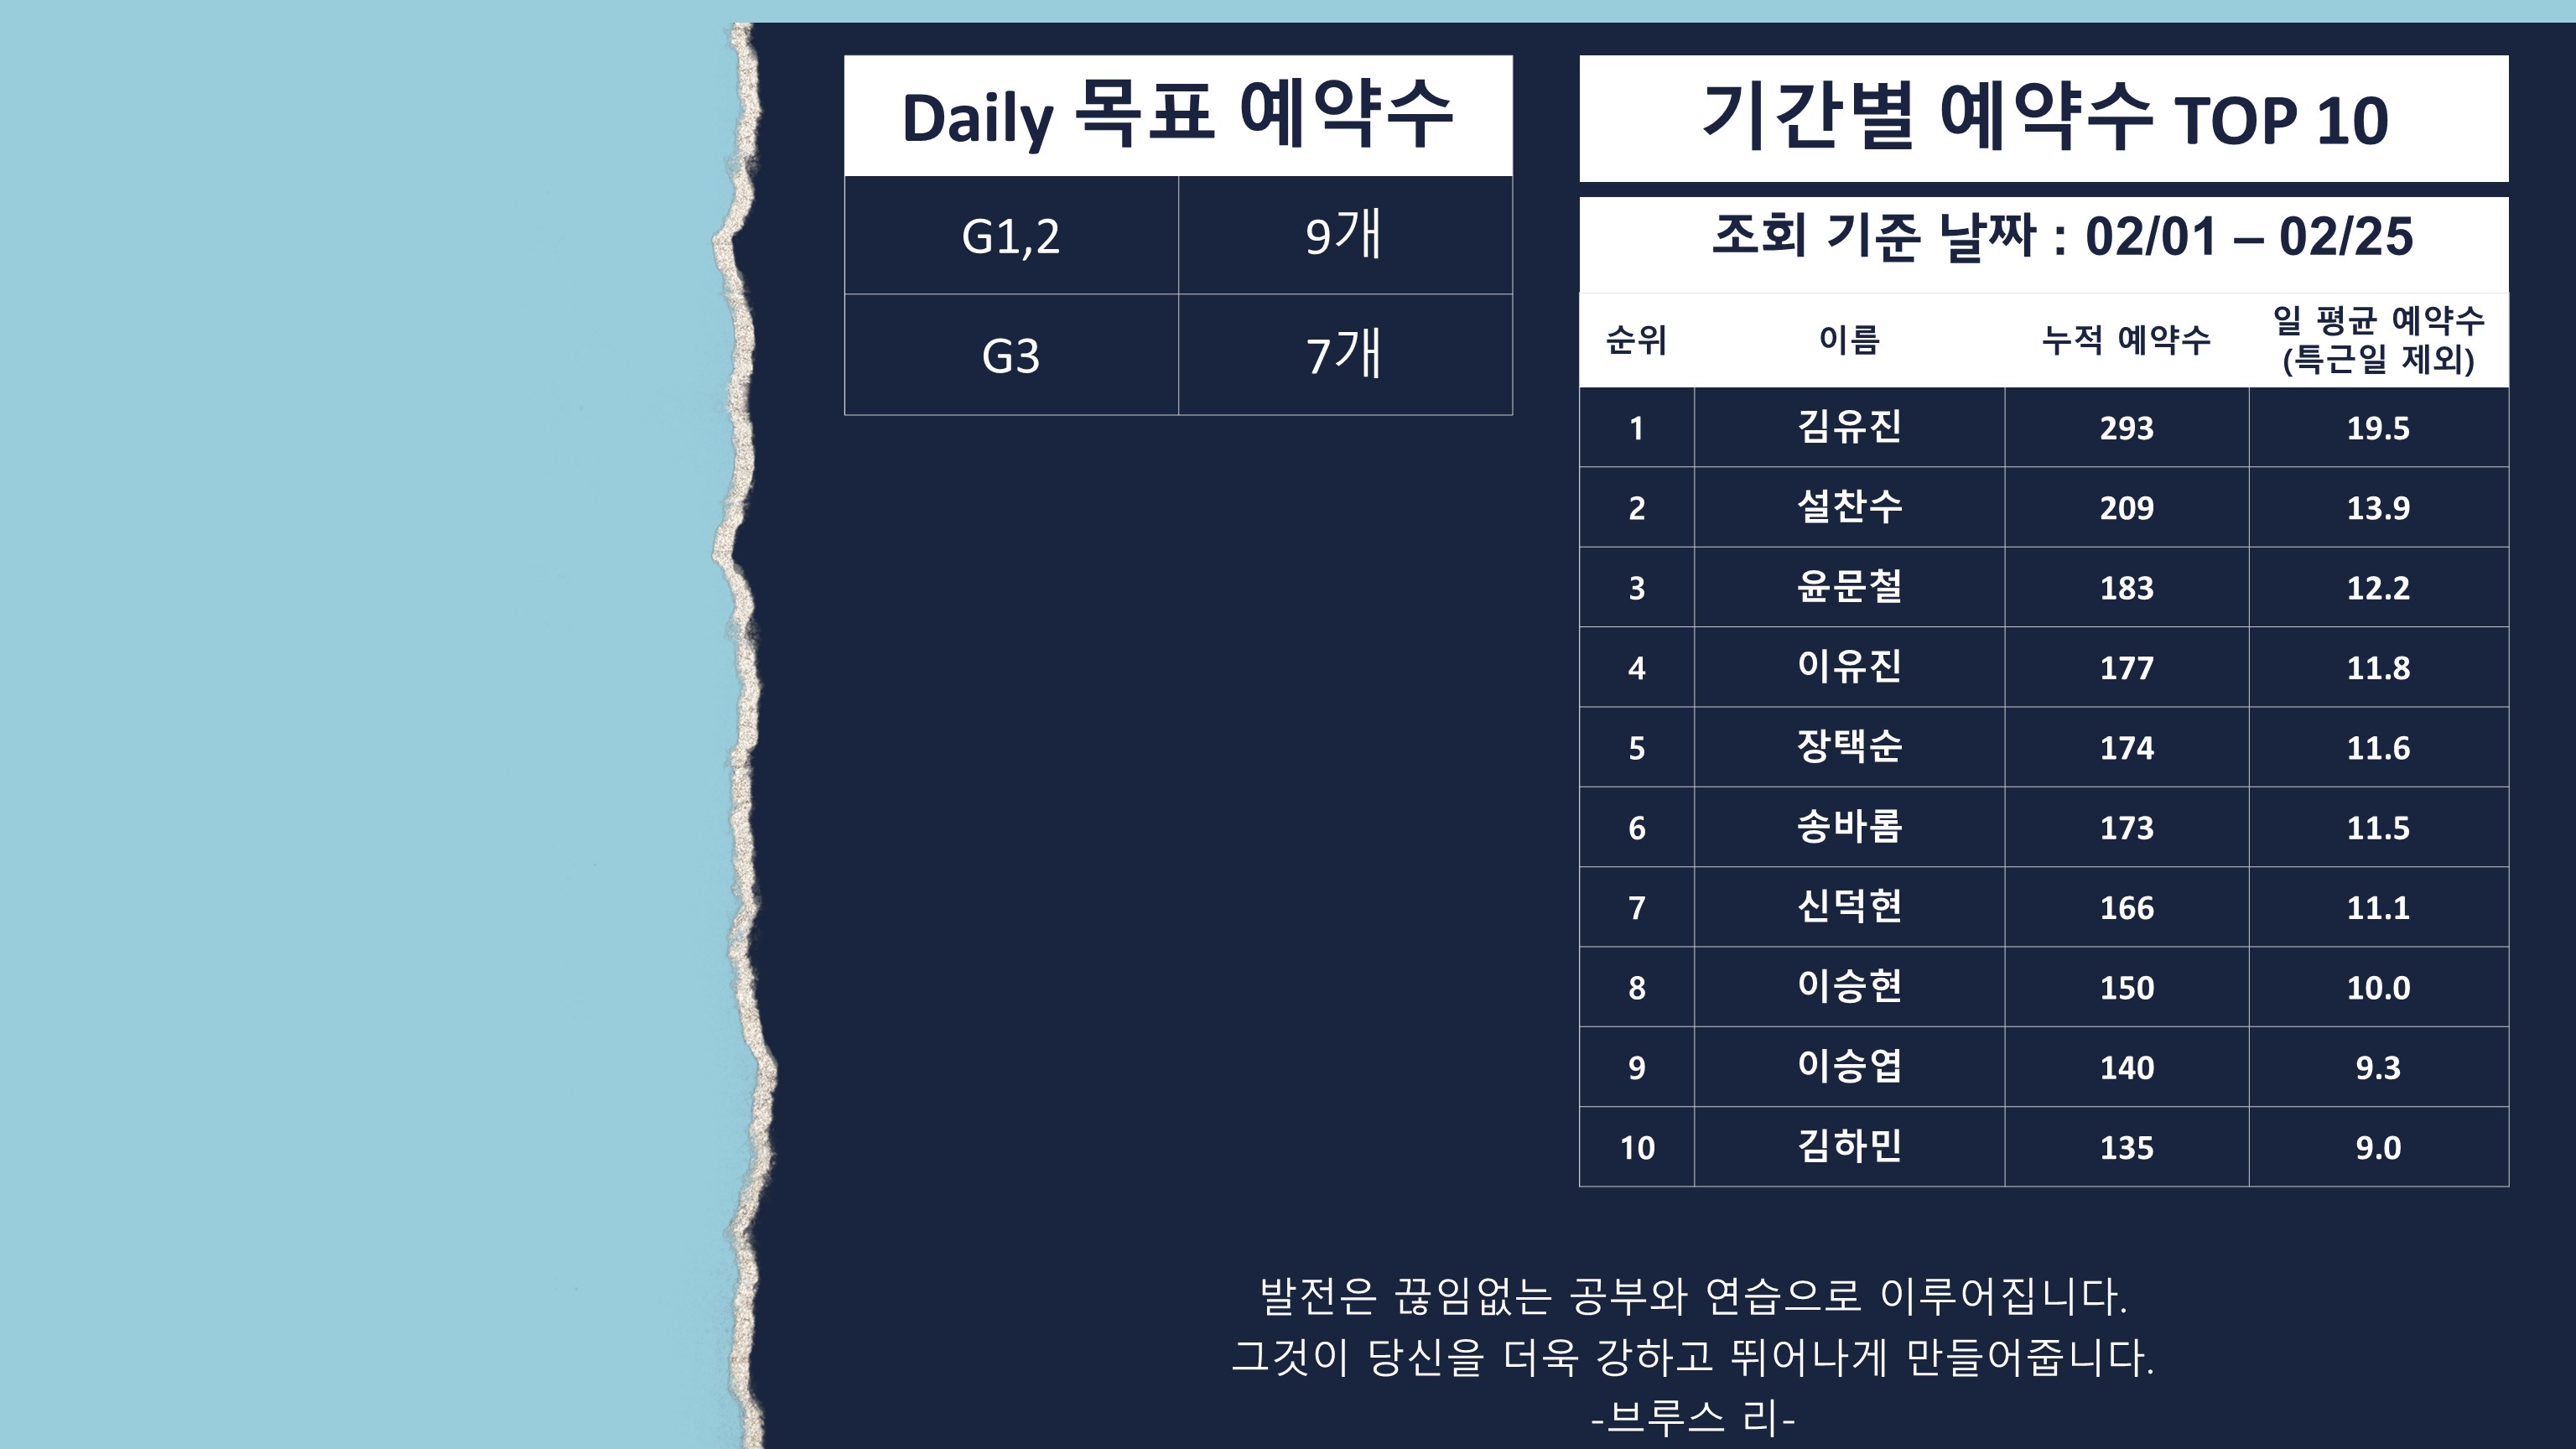 Daily 목표 예약수
G1,2 9개
G3 7개
기간별 예약수 TOP 10
조회 기준 날짜 : 02/01 – 02/25
순위 이름 누적 예약수 일 평균 예약수
(특근일 제외)
1 김유진 293 19.5
2 설찬수 209 13.9
3 윤문철 183 12.2
4 이유진 177 11.8
5 장택순 174 11.6
6 송바롬 173 11.5
7 신덕현 166 11.1
8 이승현 150 10.0
9 이승엽 140 9.3
10 김하민 135 9.0
발전은 끊임없는 공부와 연습으로 이루어집니다.
그것이 당신을 더욱 강하고 뛰어나게 만들어줍니다.
-브루스 리-